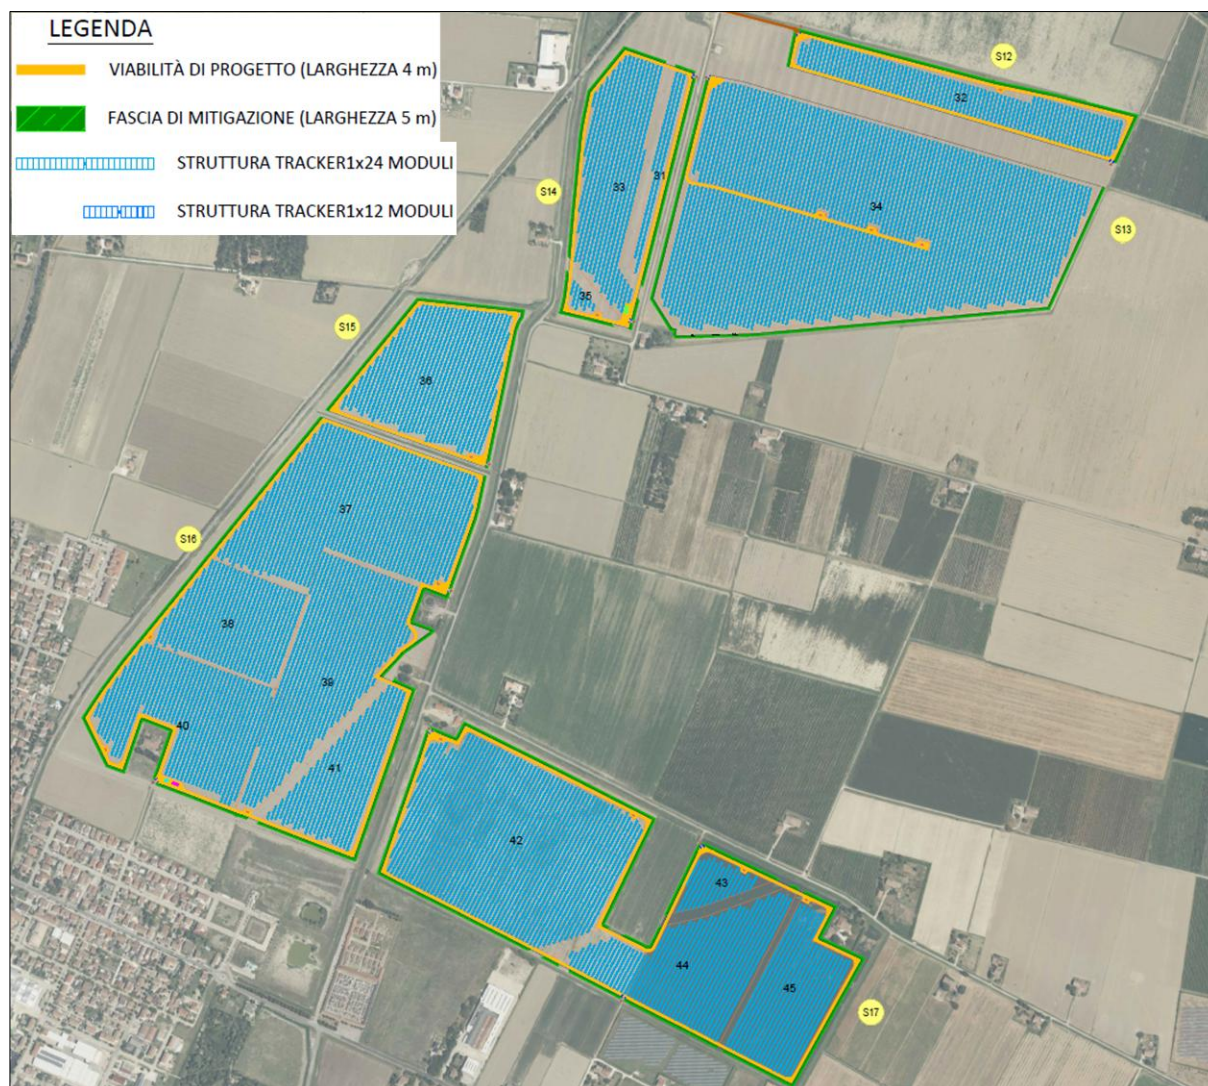 LEGENDA
VIABILITÀ DI PROGETTO (LARGHEZZA 4 m)
FASCIA DI MITIGAZIONE (LARGHEZZA 5 m)
STRUTTURA TRACKER1x24 MODULI
STRUTTURA TRACKER1x12 MODULI
S12
32
31
33
S14
34
S13
35
S15
36
37
S16
38
39
40
41
42
43
44
45
S17